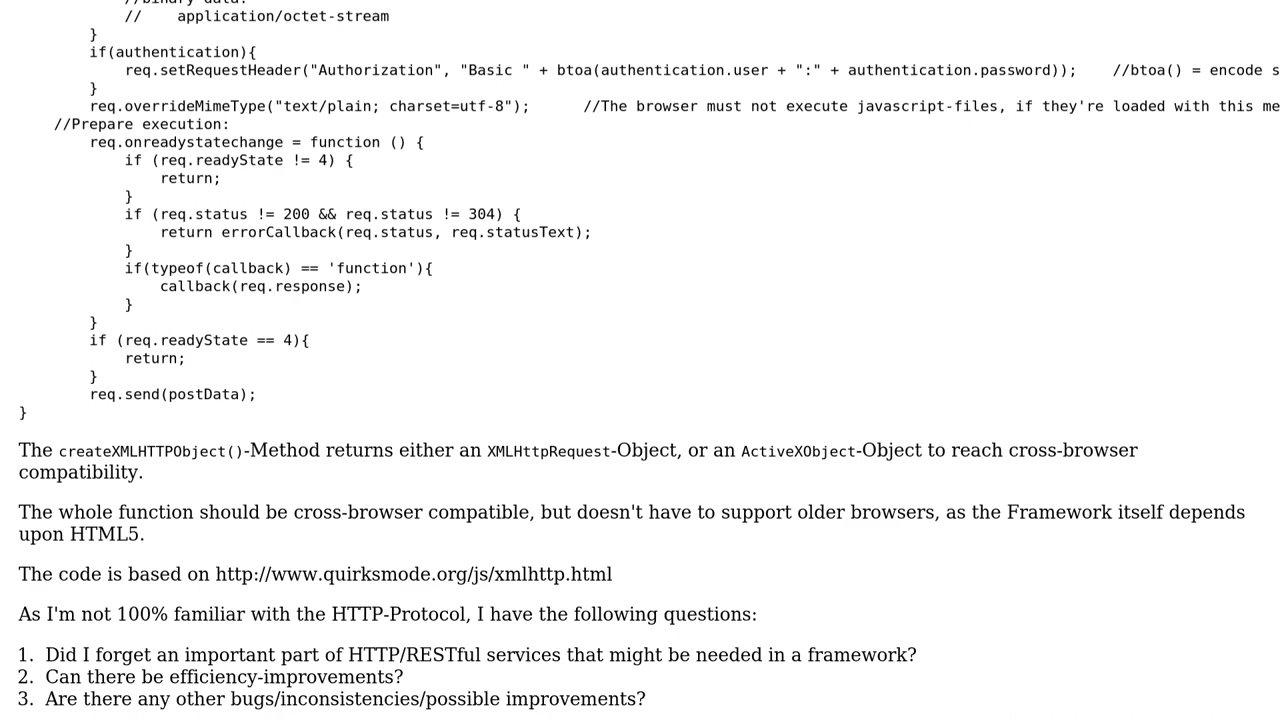 //binary data:
//    application/octet-stream
}
if(authentication){
req.setRequestHeader("Authorization", "Basic " + btoa(authentication.user + ":" + authentication.password));    //btoa() = encode s
}
req.overrideMimeType("text/plain; charset=utf-8");      //The browser must not execute javascript-files, if they're loaded with this me
//Prepare execution:
req.onreadystatechange = function () {
if (req.readyState != 4) {
return;
}
if (req.status != 200 && req.status != 304) {
return errorCallback(req.status, req.statusText);
}
if(typeof(callback) == 'function'){
callback(req.response);
}
}
if (req.readyState == 4){
return;
}
req.send(postData);
}
The createXMLHTTPObject()-Method returns either an XMLHttpRequest-Object, or an ActiveXObject-Object to reach cross-browser
compatibility.
The whole function should be cross-browser compatible, but doesn't have to support older browsers, as the Framework itself depends
upon HTML5.
The code is based on http://www.quirksmode.org/js/xmlhttp.html
As I'm not 100% familiar with the HTTP-Protocol, I have the following questions:
1. Did I forget an important part of HTTP/RESTful services that might be needed in a framework?
2. Can there be efficiency-improvements?
3. Are there any other bugs/inconsistencies/possible improvements?